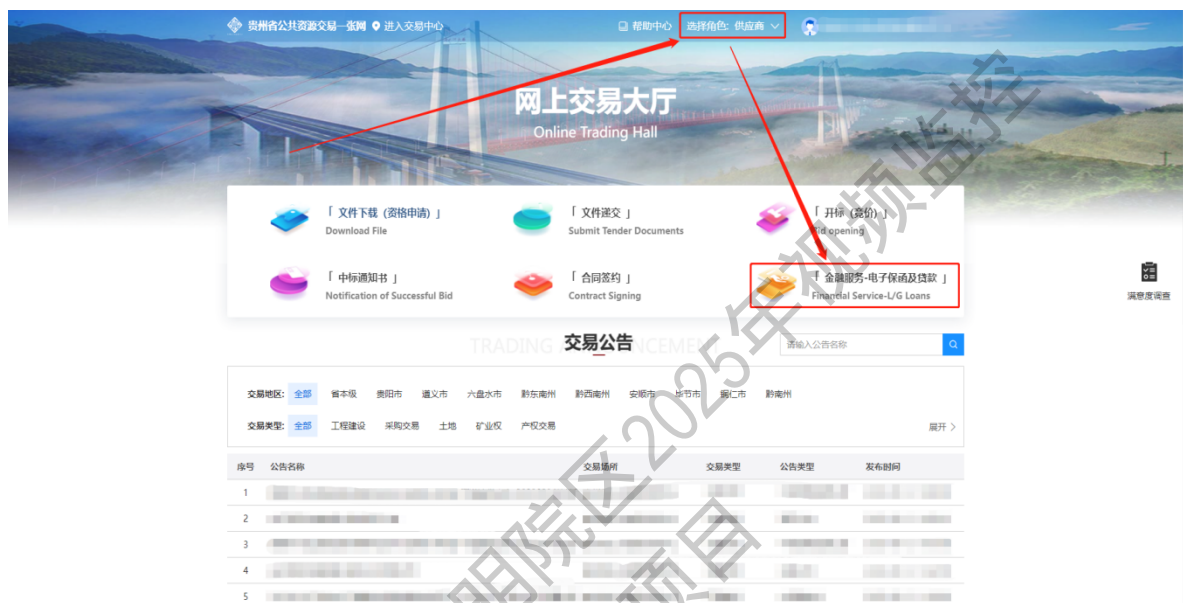 贵州省公共资源交易一张网 进入交易中心 帮助中心 选择角色: 供应商
网上交易大厅
Online Trading Hall
「 文件下载（资格申请）」 「 文件递交 」 「 开标（竞价）」
Download File Submit Tender Documents Bid opening
「 中标通知书 」 「 合同签约 」 「 金融服务-电子保函及贷款 」
Notification of Successful Bid Contract Signing Financial Service-L/G Loans
满意度调查
TRADING 交易公告 NCEMENT 请输入公告名称
交易地区: 全部 省本级 贵阳市 遵义市 六盘水市 黔东南州 黔西南州 安顺市 毕节市 铜仁市 黔南州
交易类型: 全部 工程建设 采购交易 土地 矿业权 产权交易 展开
序号 公告名称 交易场所 交易类型 公告类型 发布时间
1
2
3
4
5
明院区2025年视频监控
项目